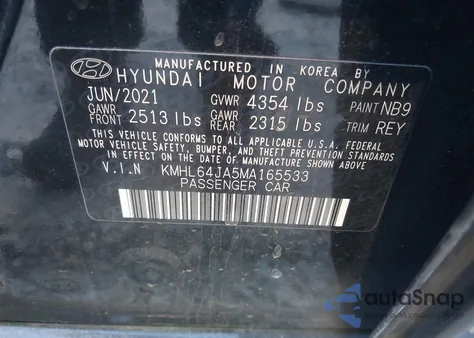 MANUFACTURED IN KOREA BY
HYUNDAI MOTOR COMPANY
JUN/2021 GVWR 4354 lbs PAINT NB9
GAWR FRONT 2513 lbs GAWR REAR 2315 lbs TRIM REY
THIS VEHICLE CONFORMS TO ALL APPLICABLE U.S.A. FEDERAL
MOTOR VEHICLE SAFETY, BUMPER, AND THEFT PREVENTION STANDARDS
IN EFFECT ON THE DATE OF MANUFACTURE SHOWN ABOVE
V.I.N KMHL64JA5MA165533
PASSENGER CAR
autoSnap